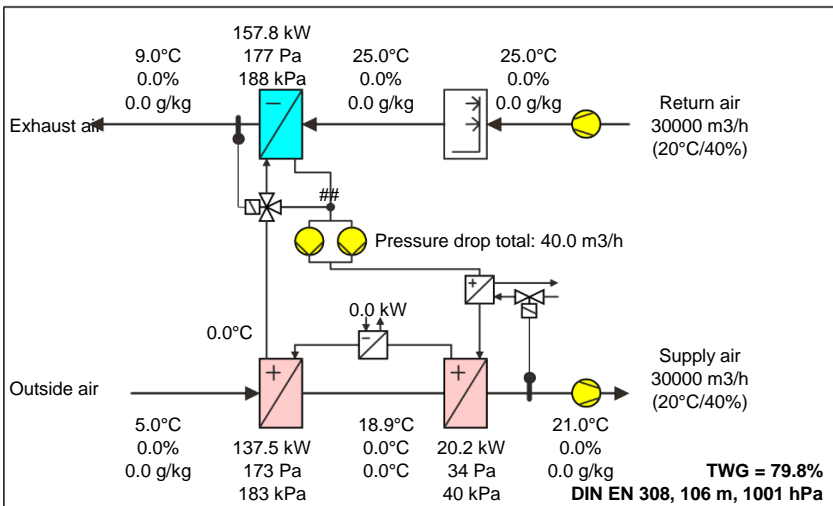 157.8 kW
177 Pa
188 kPa
9.0°C
0.0%
0.0 g/kg
25.0°C
0.0%
0.0 g/kg
25.0°C
0.0%
0.0 g/kg
Exhaust air
Return air
30000 m3/h
(20°C/40%)
##
Pressure drop total: 40.0 m3/h
0.0 kW
0.0°C
Outside air
Supply air
30000 m3/h
(20°C/40%)
5.0°C
0.0%
0.0 g/kg
137.5 kW
173 Pa
183 kPa
18.9°C
0.0°C
0.0°C
20.2 kW
34 Pa
40 kPa
21.0°C
0.0%
0.0 g/kg
TWG = 79.8%
DIN EN 308, 106 m, 1001 hPa